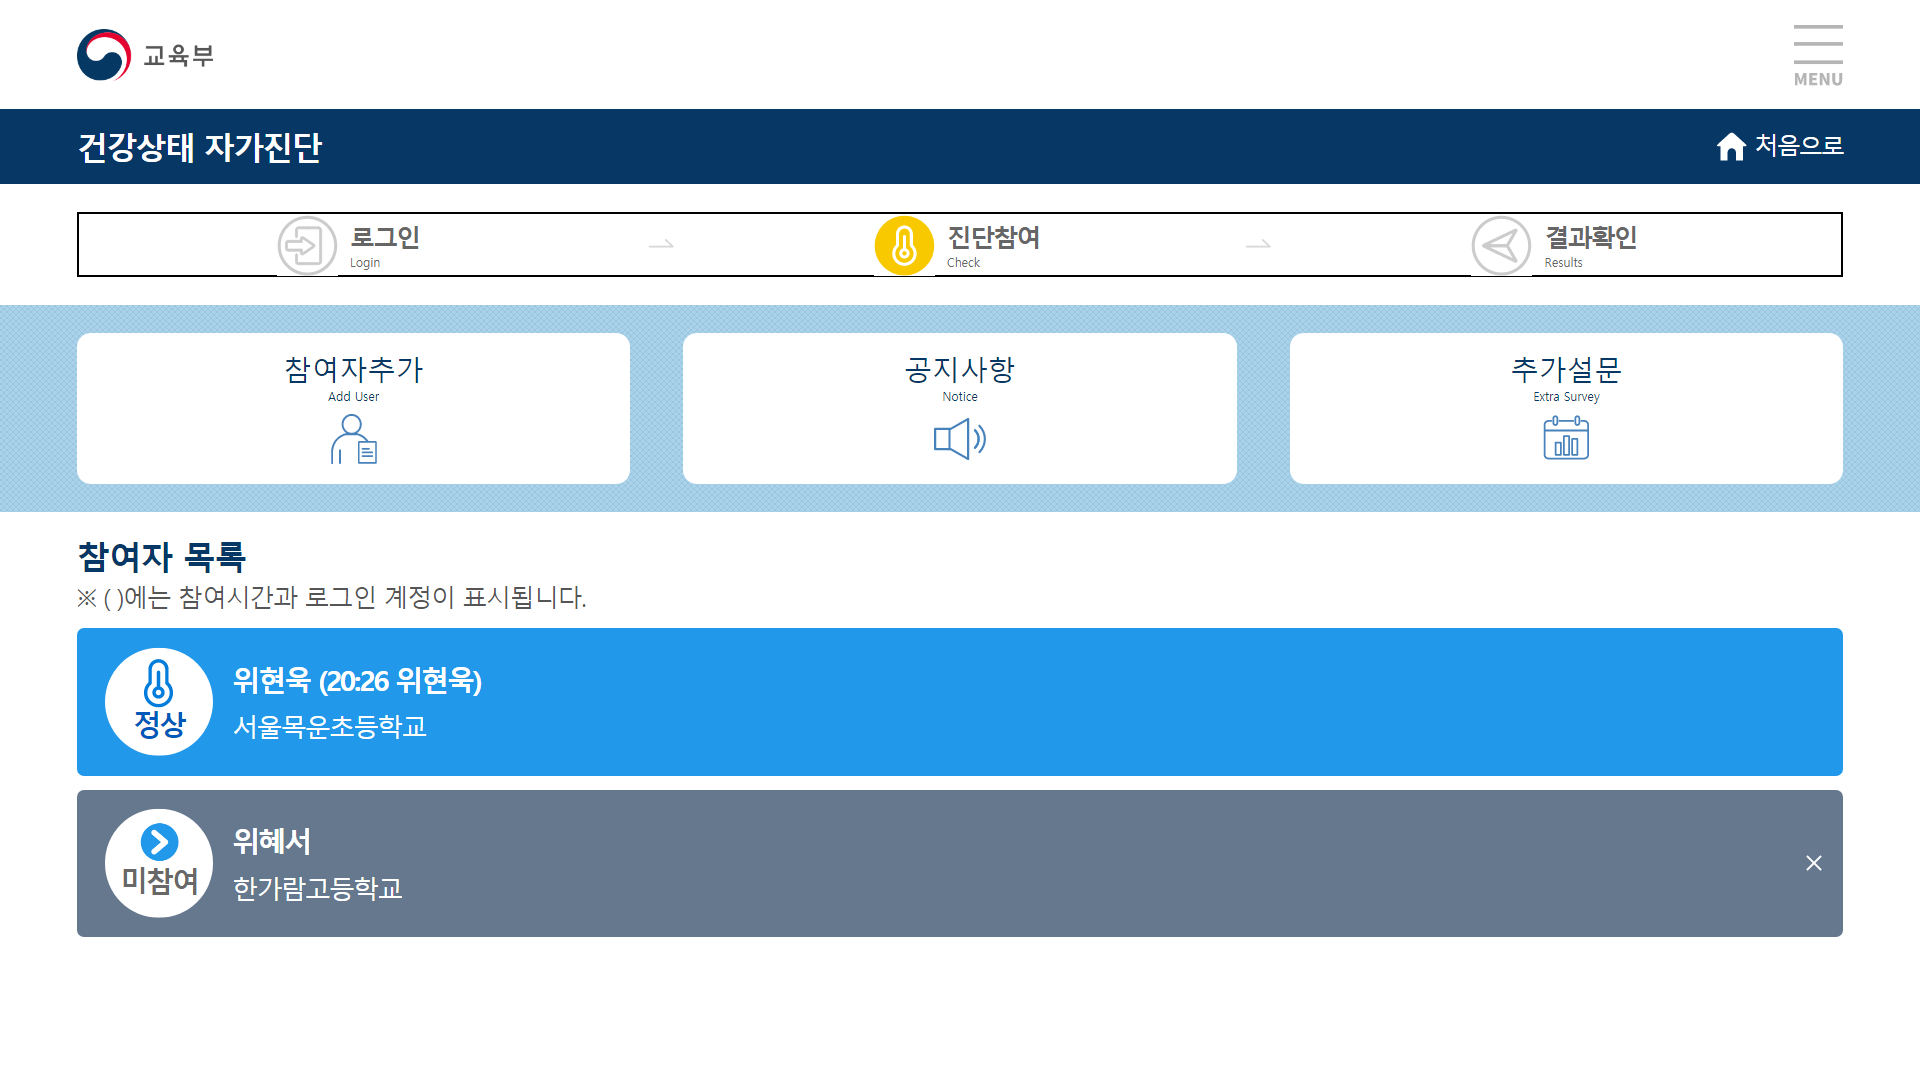 교육부
MENU
건강상태 자가진단
처음으로
로그인
Login
진단참여
Check
결과확인
Results
참여자추가
Add User
공지사항
Notice
추가설문
Extra Survey
참여자 목록
※ ( )에는 참여시간과 로그인 계정이 표시됩니다.
정상
위현욱 (20:26 위현욱)
서울목운초등학교
미참여
위혜서
한가람고등학교